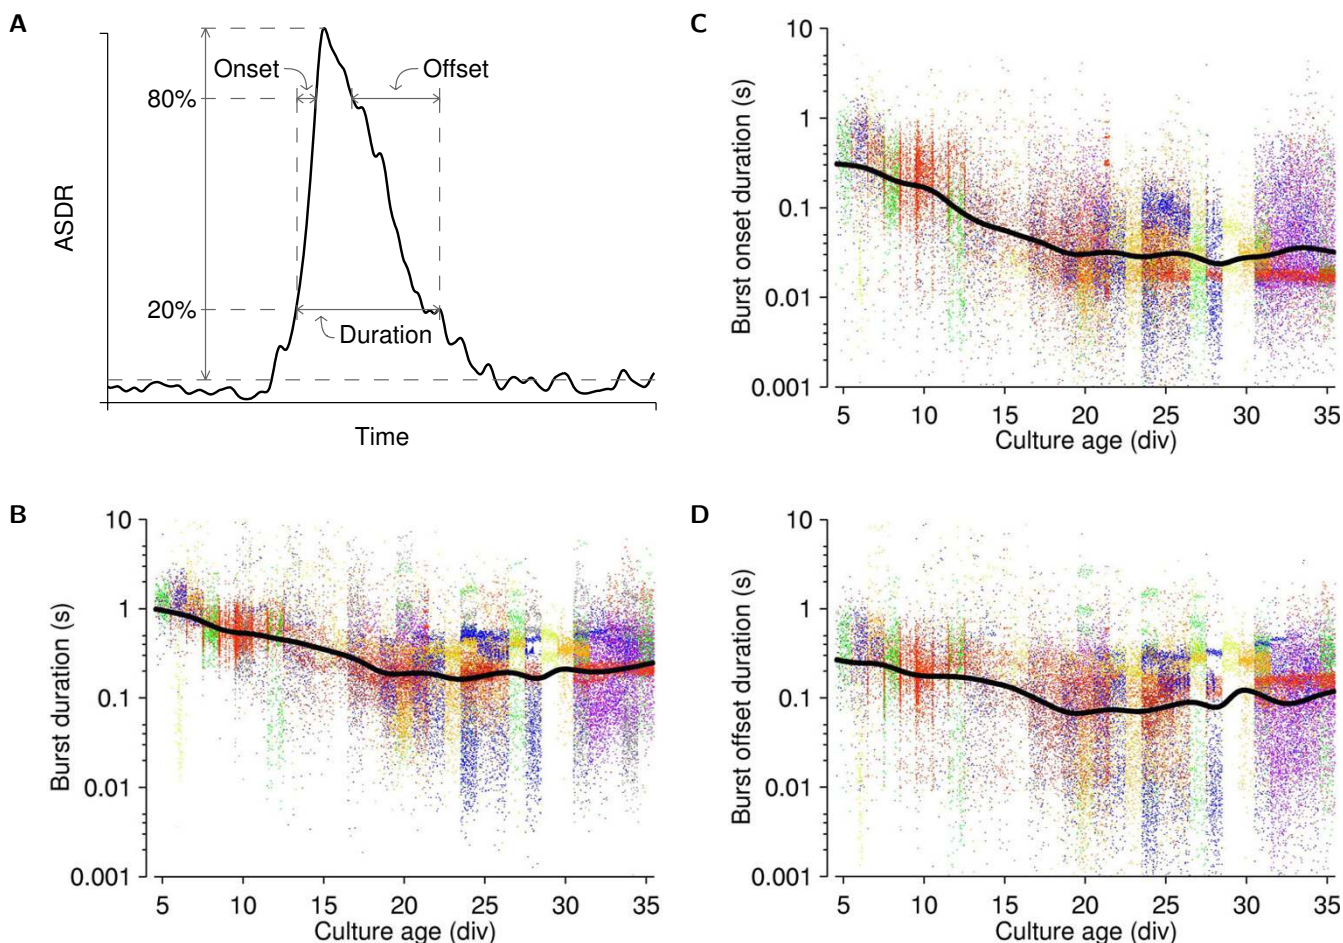 A
Onset
Offset
80%
20%
Duration
ASDR
Time
B
10
1
0.1
0.01
0.001
Burst duration (s)
5 10 15 20 25 30 35
Culture age (div)
C
10
1
0.1
0.01
0.001
Burst onset duration (s)
5 10 15 20 25 30 35
Culture age (div)
D
10
1
0.1
0.01
0.001
Burst offset duration (s)
5 10 15 20 25 30 35
Culture age (div)